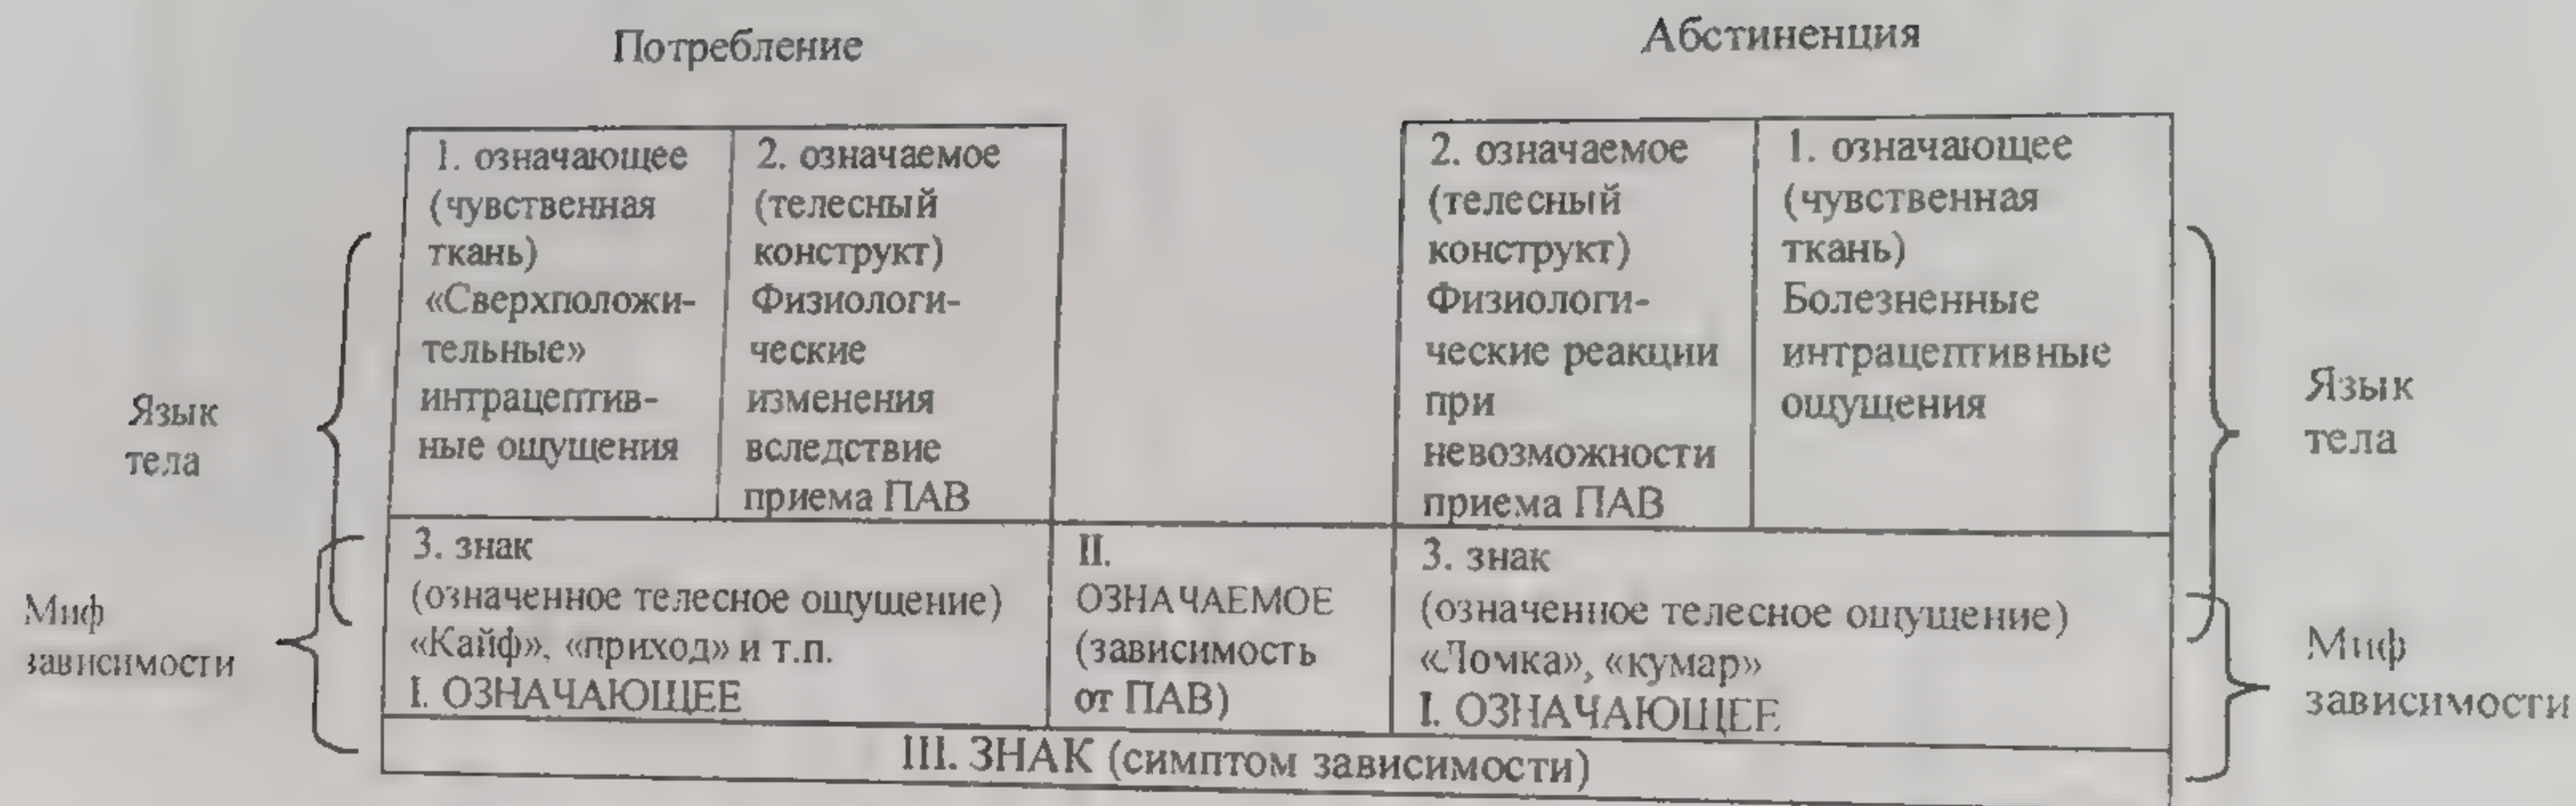 Потребление
Абстиненция
1. означающее
(чувственная
ткань)
«Сверхположи-
тельные»
интрацептив-
ные ощущения
2. означаемое
(телесный
конструкт)
Физиологи-
ческие
изменения
вследствие
приема ПАВ
2. означаемое
(телесный
конструкт)
Физиологи-
ческие реакции
при
невозможности
приема ПАВ
1. означающее
(чувственная
ткань)
Болезненные
интрацептивные
ощущения
Язык
тела
Язык
тела
Миф
зависимости
3. знак
(означенное телесное ощущение)
«Кайф», «приход» и т.п.
I. ОЗНАЧАЮЩЕЕ
II.
ОЗНАЧАЕМОЕ
(зависимость
от ПАВ)
3. знак
(означенное телесное ощущение)
«Ломка», «кумар»
I. ОЗНАЧАЮЩЕЕ
Миф
зависимости
III. ЗНАК (симптом зависимости)